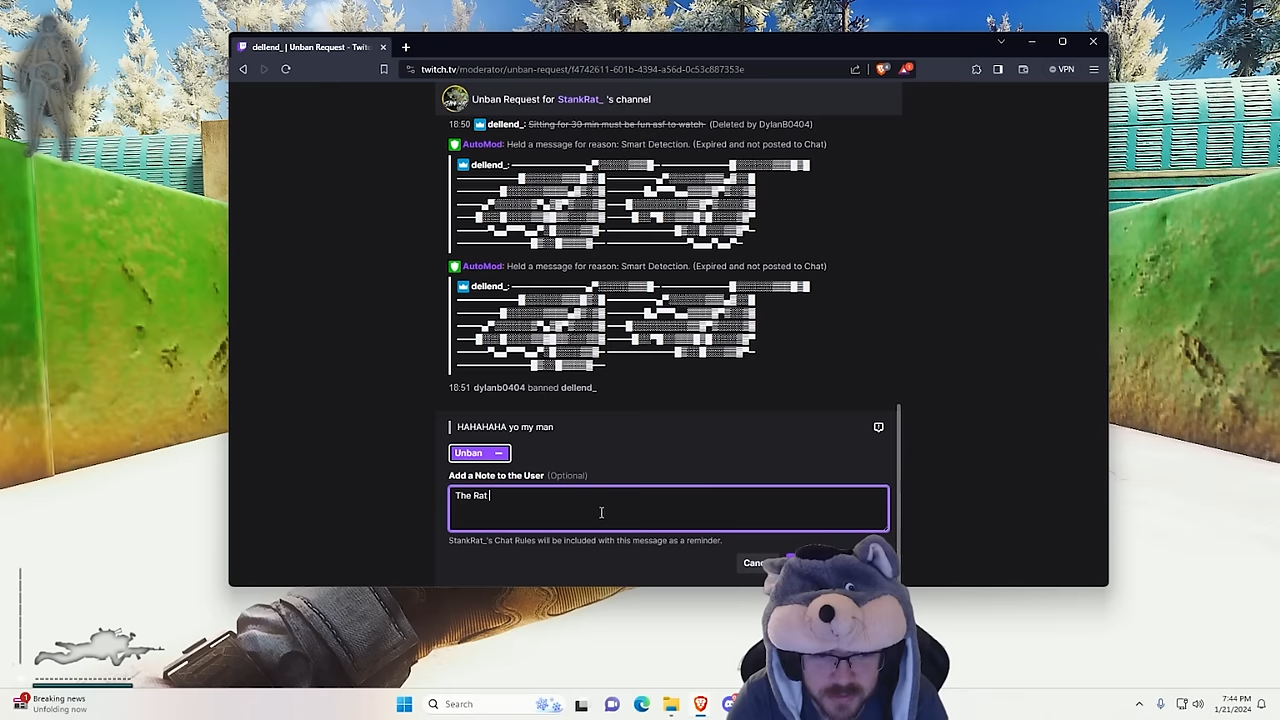 dellend_ | Unban Request - Twitc
twitch.tv/moderator/unban-request/f4742611-601b-4394-a56d-0c53c887353e
VPN
Unban Request for StankRat_ 's channel
18:50 dellend_: Sitting for 30 min must be fun asf to watch (Deleted by DylanB0404)
AutoMod: Held a message for reason: Smart Detection. (Expired and not posted to Chat)
dellend_:
AutoMod: Held a message for reason: Smart Detection. (Expired and not posted to Chat)
dellend_:
18:51 dylanb0404 banned dellend_
HAHAHAHA yo my man
Unban
Add a Note to the User (Optional)
The Rat
StankRat_'s Chat Rules will be included with this message as a reminder.
Canc
Breaking news
Unfolding now
Search
7:44 PM
1/21/2024